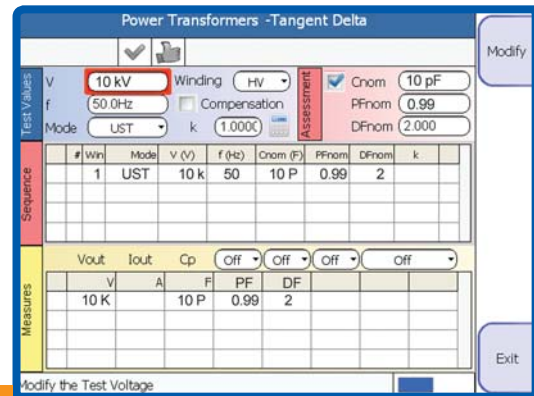 Power Transformers -Tangent Delta
Modify
Test Values
V 10 kV Winding HV Assessment Cnom 10 pF
f 50.0Hz Compensation PFnom 0.99
Mode UST k 1.000 DFnom 2.000
Sequence
# Win Mode V (V) f (Hz) Cnom (F) PFnom DFnom k
1 UST 10 k 50 10 P 0.99 2
Measures
Vout Iout Cp Off Off Off Off
V A F PF DF
10 K 10 P 0.99 2
Exit
Modify the Test Voltage